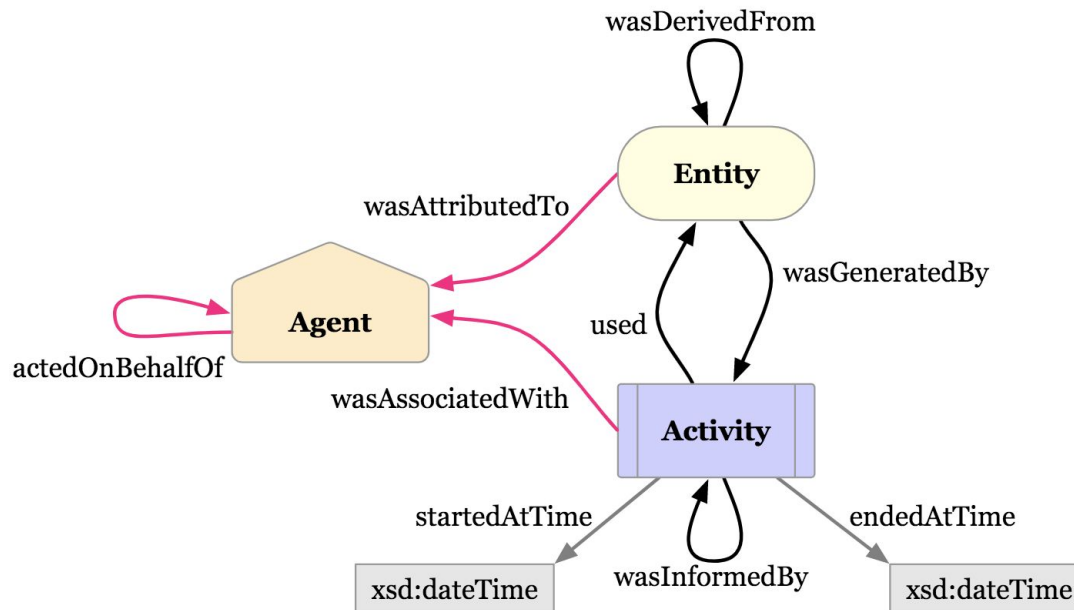 wasDerivedFrom
Entity
wasAttributedTo
wasGeneratedBy
Agent
used
actedOnBehalfOf
wasAssociatedWith
Activity
startedAtTime
endedAtTime
wasInformedBy
xsd:dateTime
xsd:dateTime